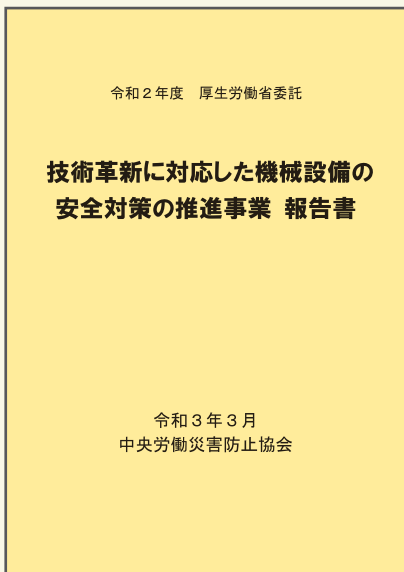 令和２年度　厚生労働省委託
技術革新に対応した機械設備の
安全対策の推進事業 報告書
令和３年３月
中央労働災害防止協会